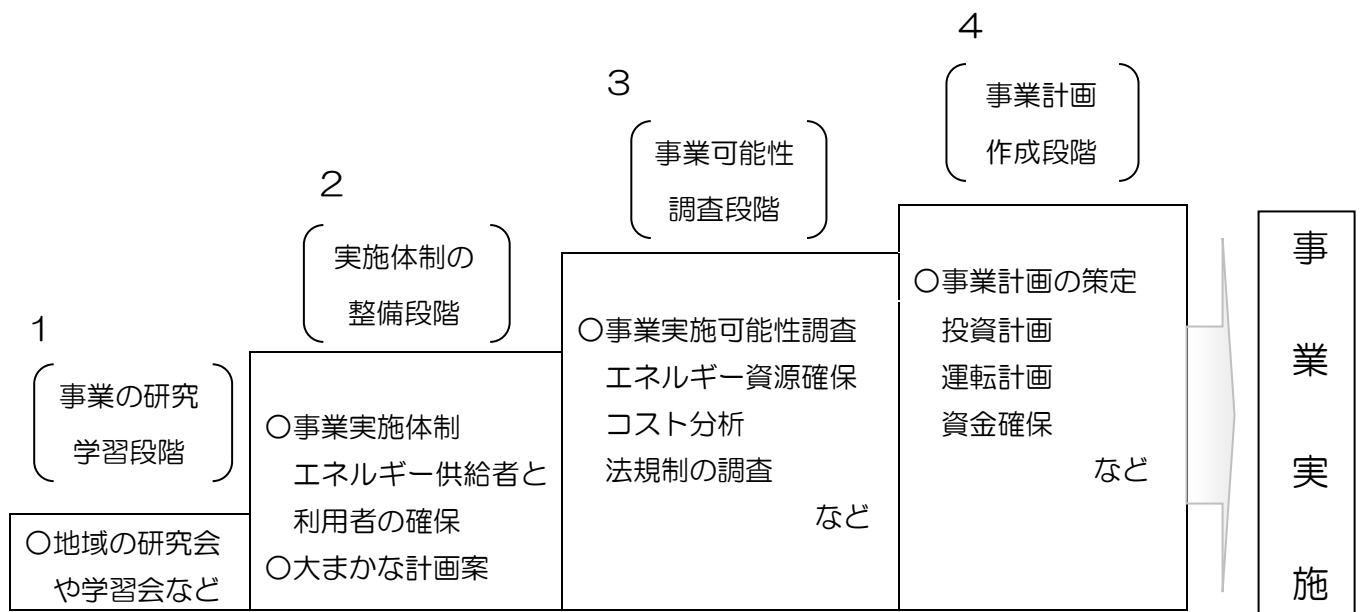 1
事業の研究
学習段階
○地域の研究会
や学習会など
2
実施体制の
整備段階
○事業実施体制
エネルギー供給者と
利用者の確保
○大まかな計画案
3
事業可能性
調査段階
○事業実施可能性調査
エネルギー資源確保
コスト分析
法規制の調査
など
4
事業計画
作成段階
○事業計画の策定
投資計画
運転計画
資金確保
など
事業実施